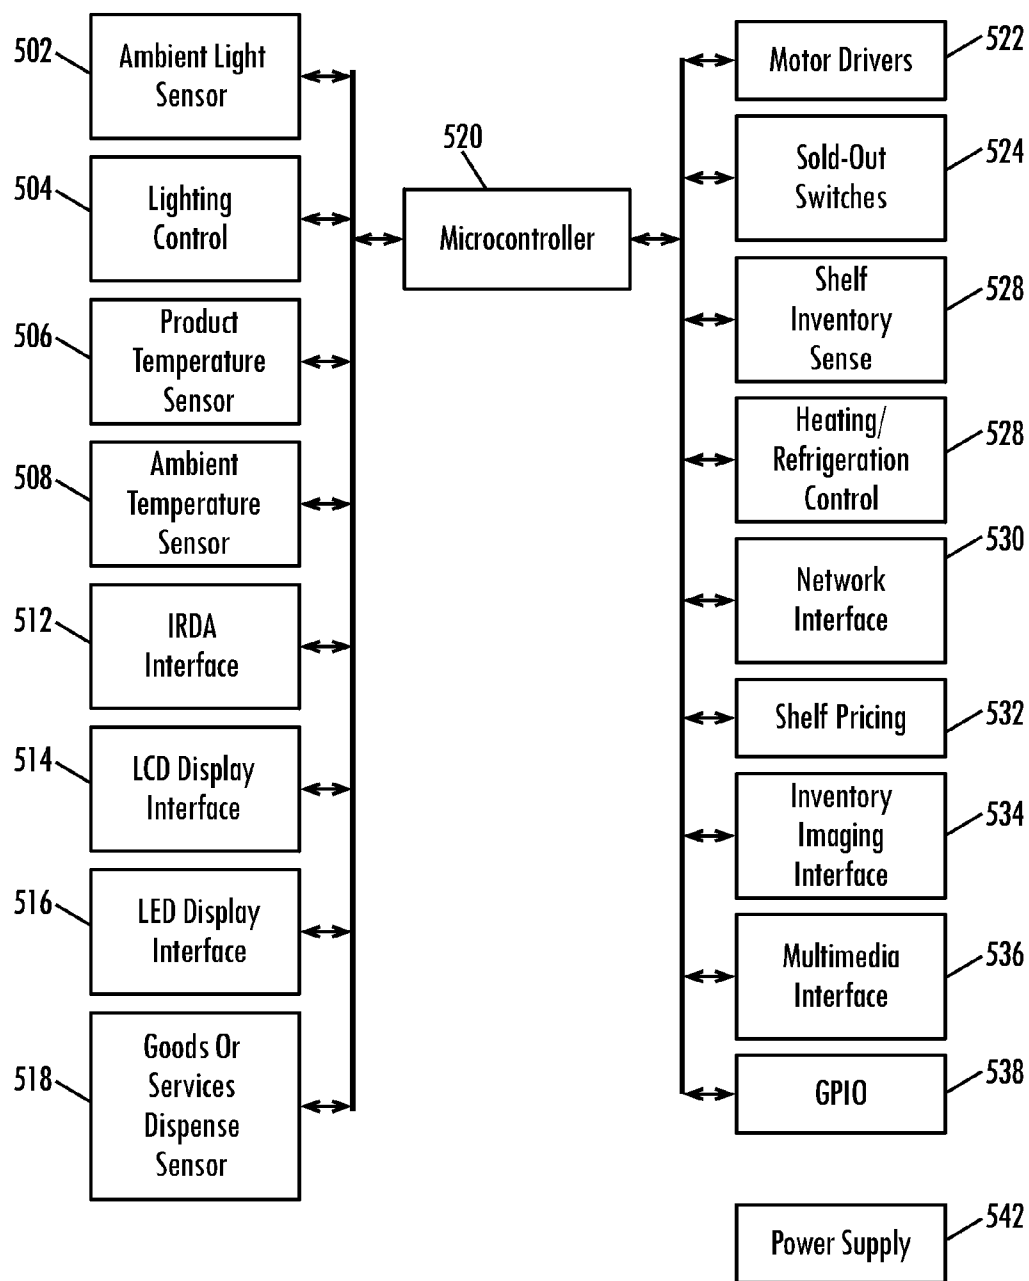 502
Ambient Light
Sensor
504
Lighting
Control
506
Product
Temperature
Sensor
508
Ambient
Temperature
Sensor
512
IRDA
Interface
514
LCD Display
Interface
516
LED Display
Interface
518
Goods Or
Services
Dispense
Sensor
520
Microcontroller
Motor Drivers
522
Sold-Out
Switches
524
Shelf
Inventory
Sense
528
Heating/
Refrigeration
Control
528
Network
Interface
530
Shelf Pricing
532
Inventory
Imaging
Interface
534
Multimedia
Interface
536
GPIO
538
Power Supply
542